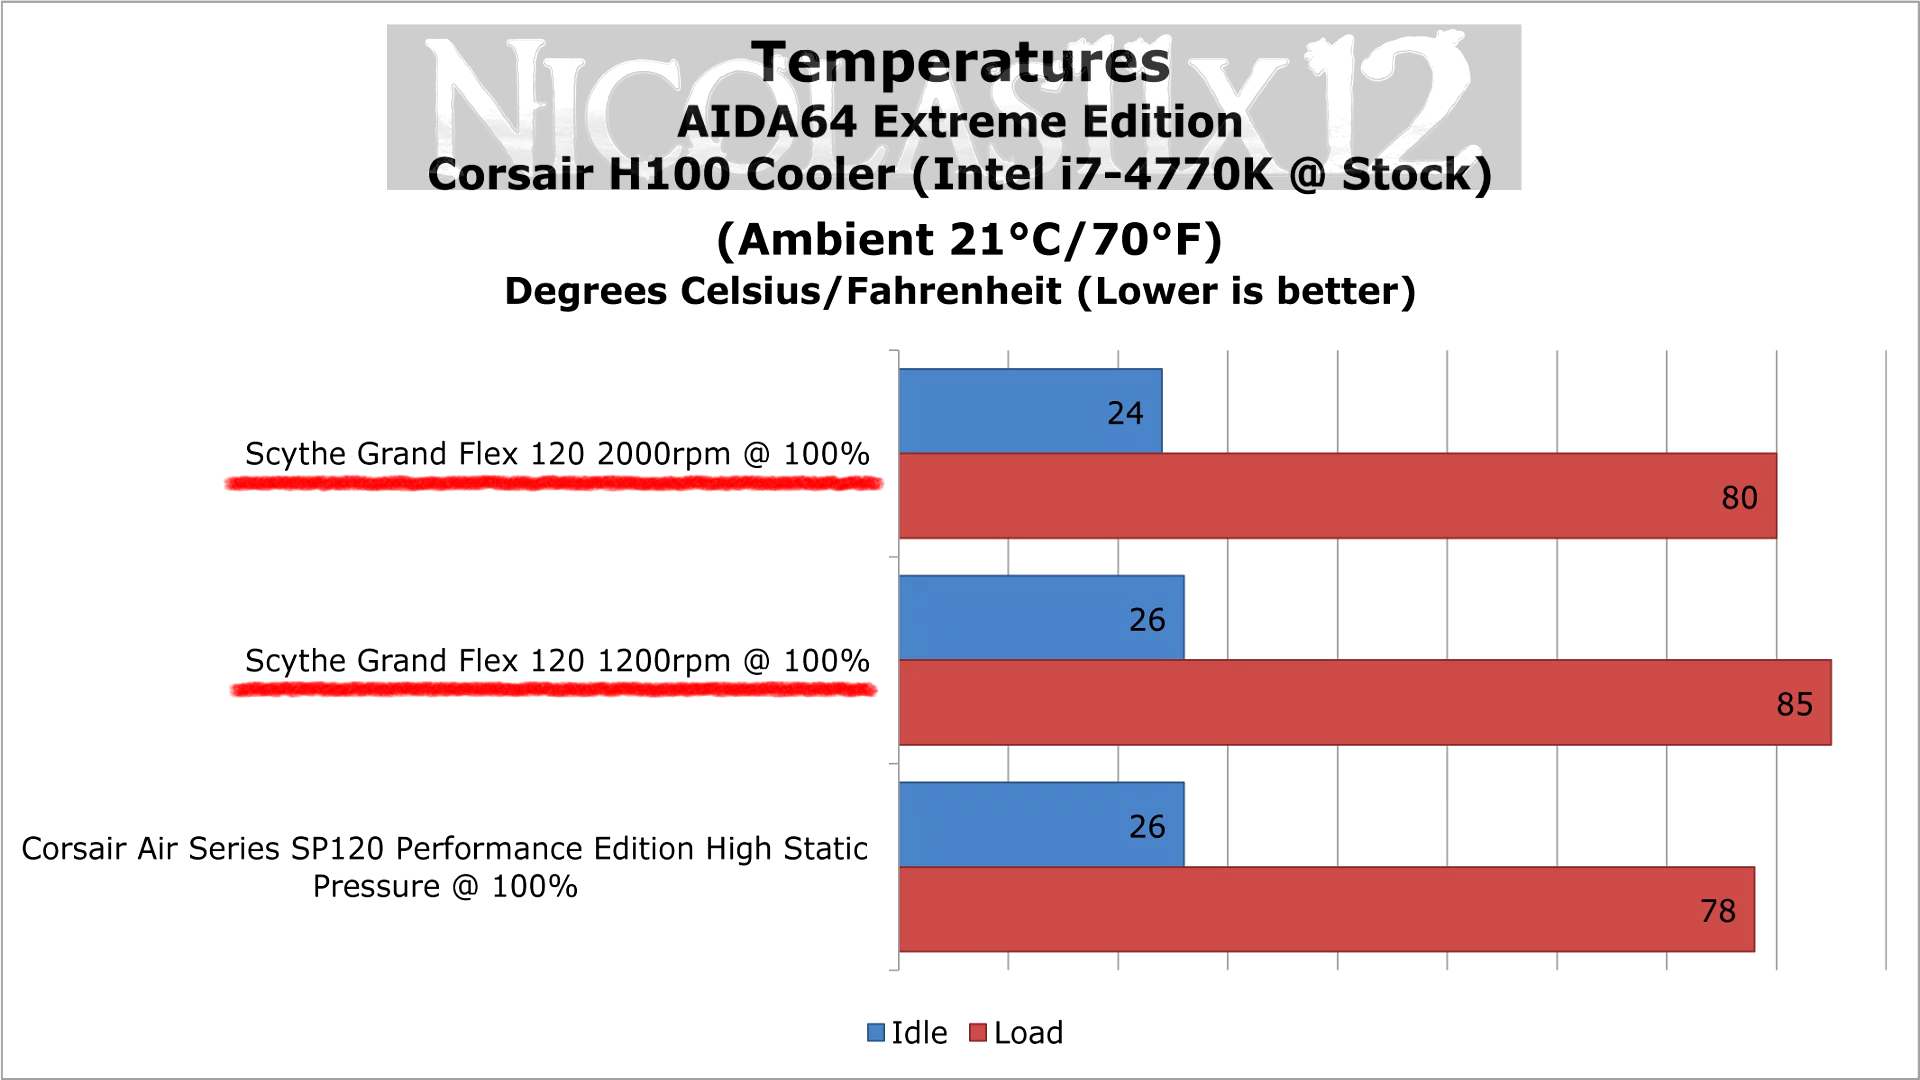 Nicolas11x12
Temperatures
AIDA64 Extreme Edition
Corsair H100 Cooler (Intel i7-4770K @ Stock)
(Ambient 21°C/70°F)
Degrees Celsius/Fahrenheit (Lower is better)
Scythe Grand Flex 120 2000rpm @ 100%
24
80
Scythe Grand Flex 120 1200rpm @ 100%
26
85
Corsair Air Series SP120 Performance Edition High Static
Pressure @ 100%
26
78
Idle Load